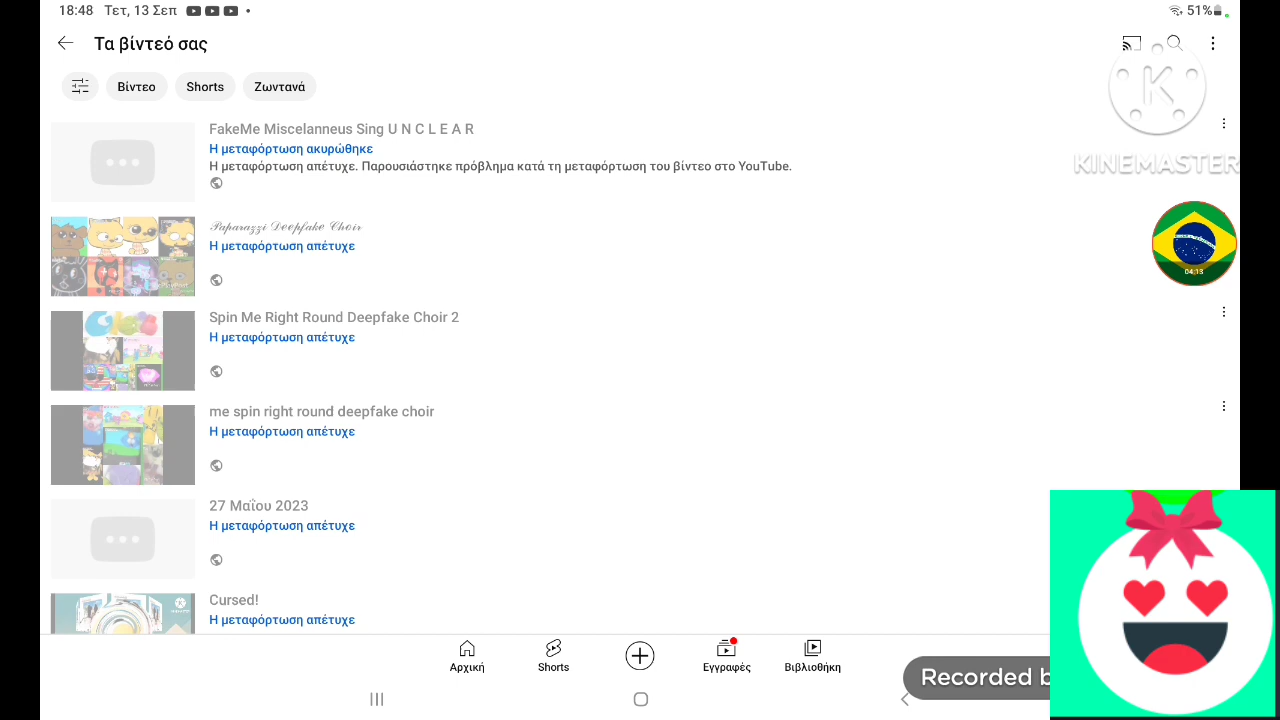 18:48 Τετ, 13 Σεπ
51%
Τα βίντεό σας
Βίντεο
Shorts
Ζωντανά
K
KINEMASTER
FakeMe Miscelanneus Sing U N C L E A R
Η μεταφόρτωση ακυρώθηκε
Η μεταφόρτωση απέτυχε. Παρουσιάστηκε πρόβλημα κατά τη μεταφόρτωση του βίντεο στο YouTube.
𝒫𝒶𝓅𝒶𝓇𝒶𝓏𝓏𝒾 𝒟𝑒𝑒𝓅𝒻𝒶𝓀𝑒 𝒞𝒽𝑜𝒾𝓇
Η μεταφόρτωση απέτυχε
04:13
Spin Me Right Round Deepfake Choir 2
Η μεταφόρτωση απέτυχε
me spin right round deepfake choir
Η μεταφόρτωση απέτυχε
27 Μαΐου 2023
Η μεταφόρτωση απέτυχε
Cursed!
Η μεταφόρτωση απέτυχε
Αρχική
Shorts
Εγγραφές
Βιβλιοθήκη
Recorded b